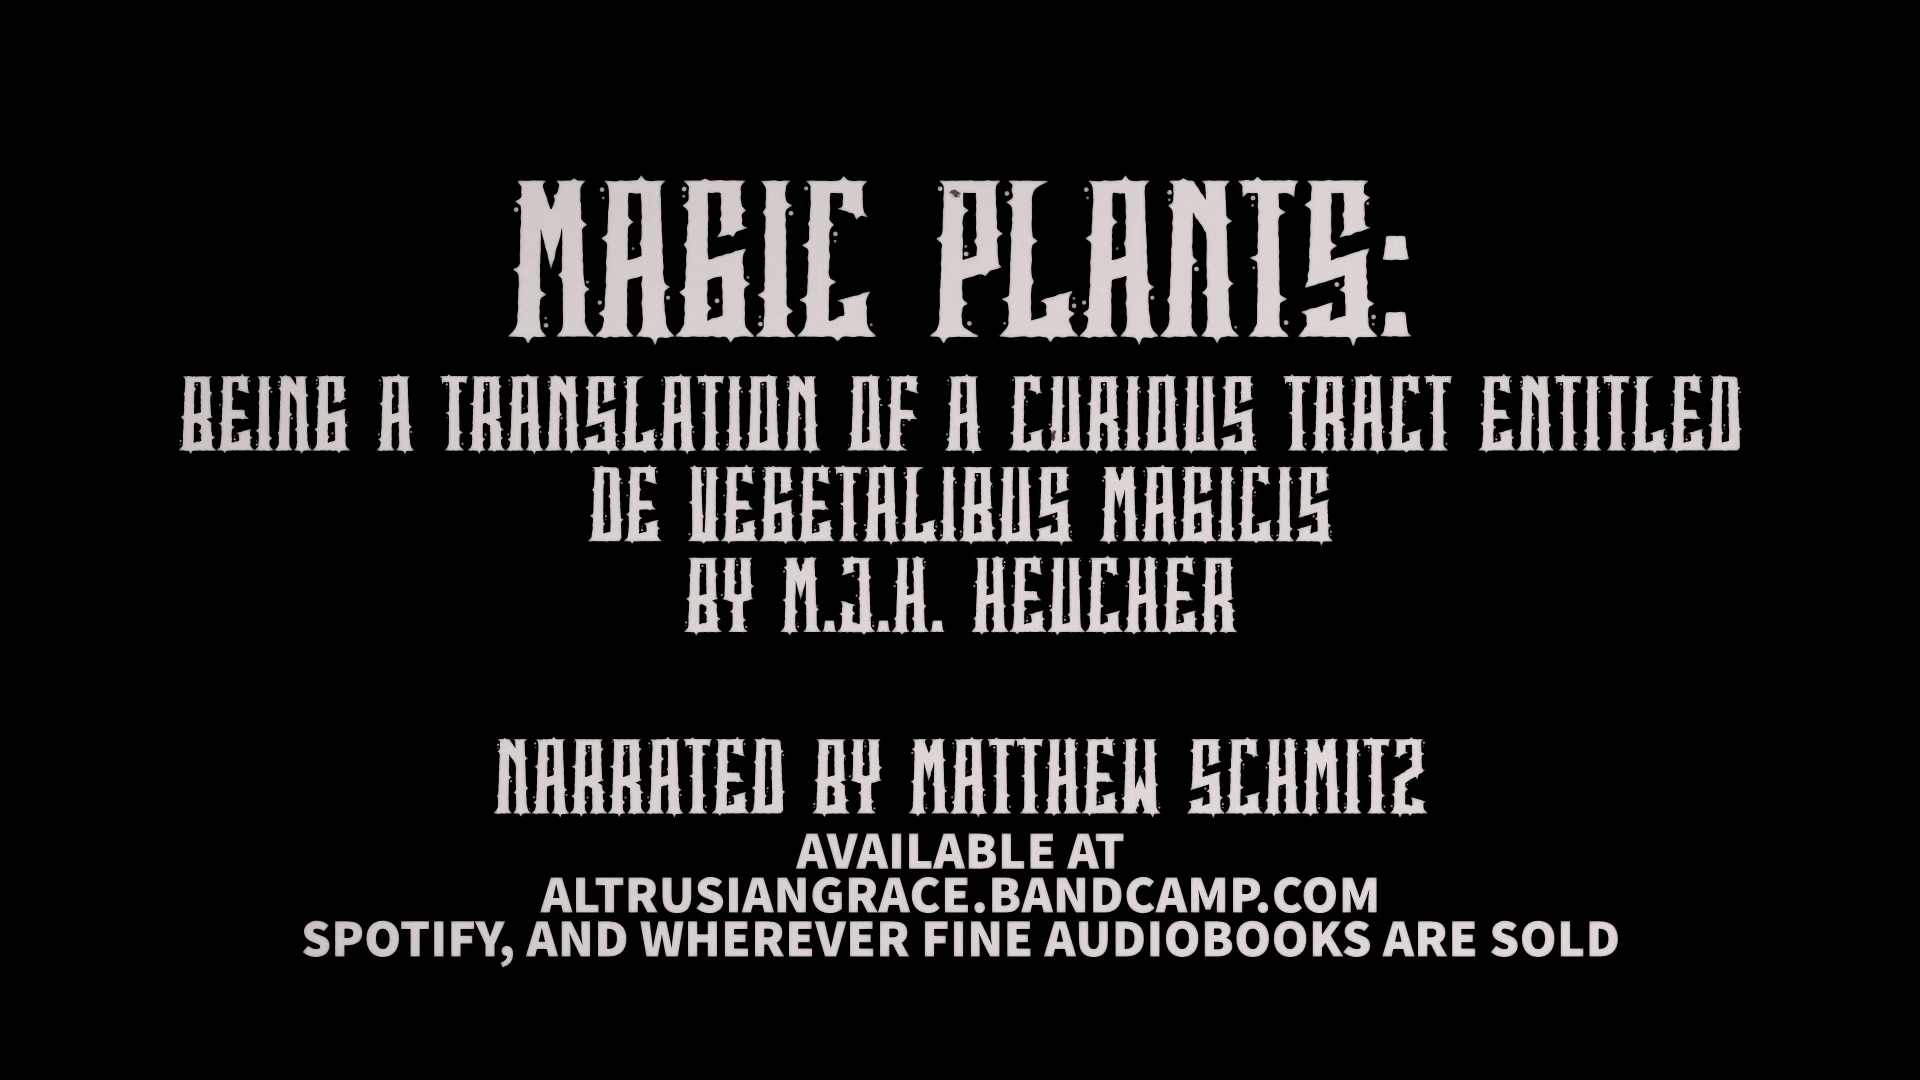 MAGIC PLANTS:
BEING A TRANSLATION OF A CURIOUS TRACT ENTITLED
DE VEGETALIBUS MAGICIS
BY M.J.H. HEUCHER
NARRATED BY MATTHEW SCHMITZ
AVAILABLE AT
ALTRUSIANGRACE.BANDCAMP.COM
SPOTIFY, AND WHEREVER FINE AUDIOBOOKS ARE SOLD